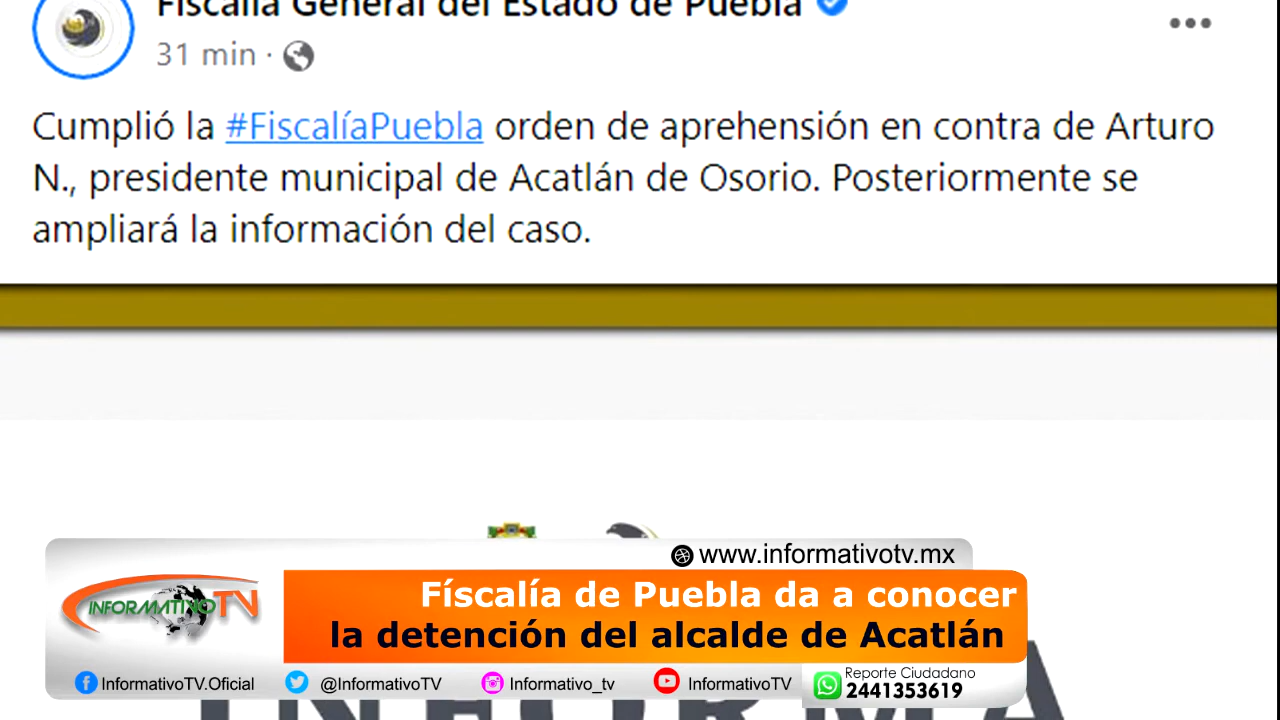 Fiscalía General del Estado de Puebla
31 min ·
Cumplió la #FiscalíaPuebla orden de aprehensión en contra de Arturo
N., presidente municipal de Acatlán de Osorio. Posteriormente se
ampliará la información del caso.
www.informativotv.mx
INFORMATIVO TV
Físcalía de Puebla da a conocer
la detención del alcalde de Acatlán
InformativoTV.Oficial
@InformativoTV
Informativo_tv
InformativoTV
Reporte Ciudadano
2441353619
INFORMA